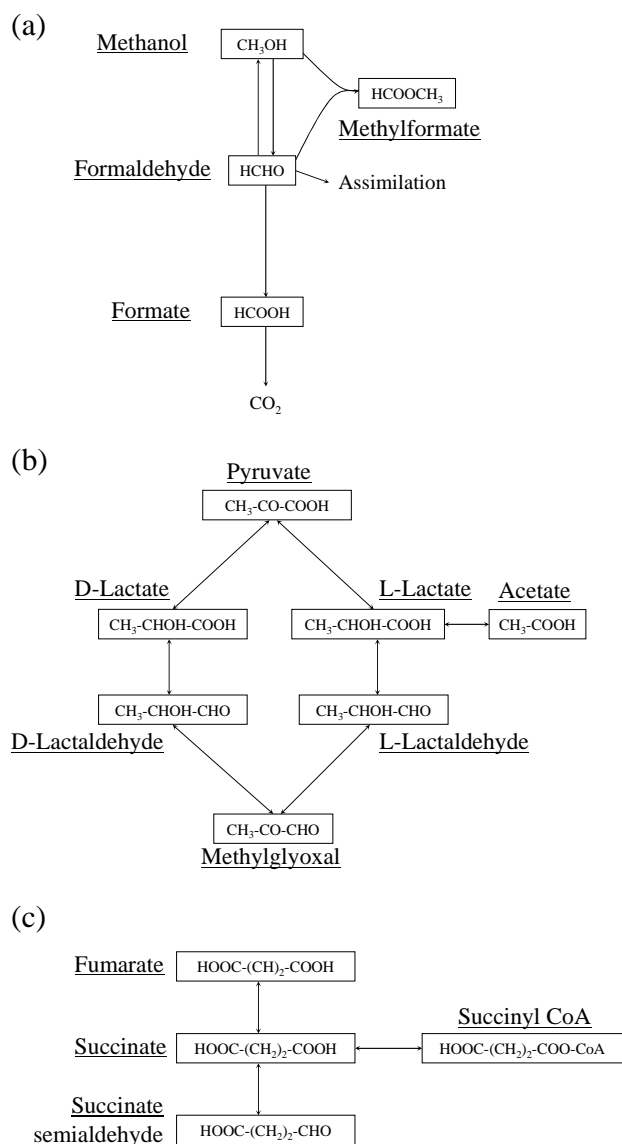 (a)
Methanol
CH₃OH
HCOOCH₃
Methylformate
Formaldehyde
HCHO
Assimilation
Formate
HCOOH
CO₂
(b)
Pyruvate
CH₃-CO-COOH
D-Lactate
L-Lactate
Acetate
CH₃-CHOH-COOH
CH₃-CHOH-COOH
CH₃-COOH
CH₃-CHOH-CHO
CH₃-CHOH-CHO
D-Lactaldehyde
L-Lactaldehyde
CH₃-CO-CHO
Methylglyoxal
(c)
Fumarate
HOOC-(CH)₂-COOH
Succinyl CoA
Succinate
HOOC-(CH₂)₂-COOH
HOOC-(CH₂)₂-COO-CoA
Succinate
semialdehyde
HOOC-(CH₂)₂-CHO